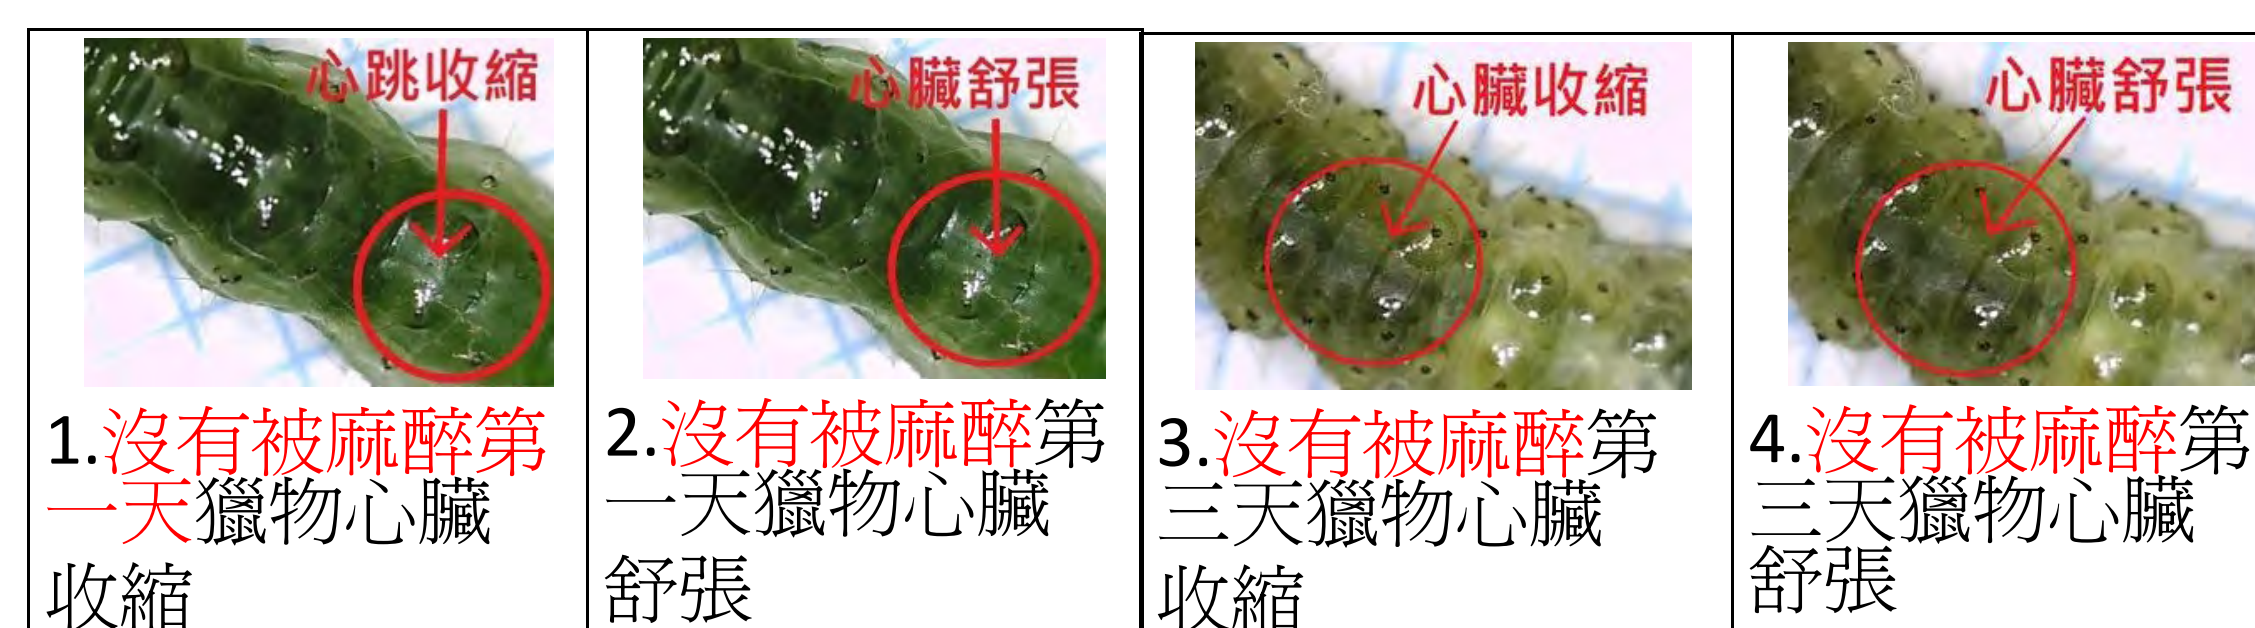 心跳收縮
心臟舒張
心臟收縮
心臟舒張
1.沒有被麻醉第
一天獵物心臟
收縮
2.沒有被麻醉第
一天獵物心臟
舒張
3.沒有被麻醉第
三天獵物心臟
收縮
4.沒有被麻醉第
三天獵物心臟
舒張